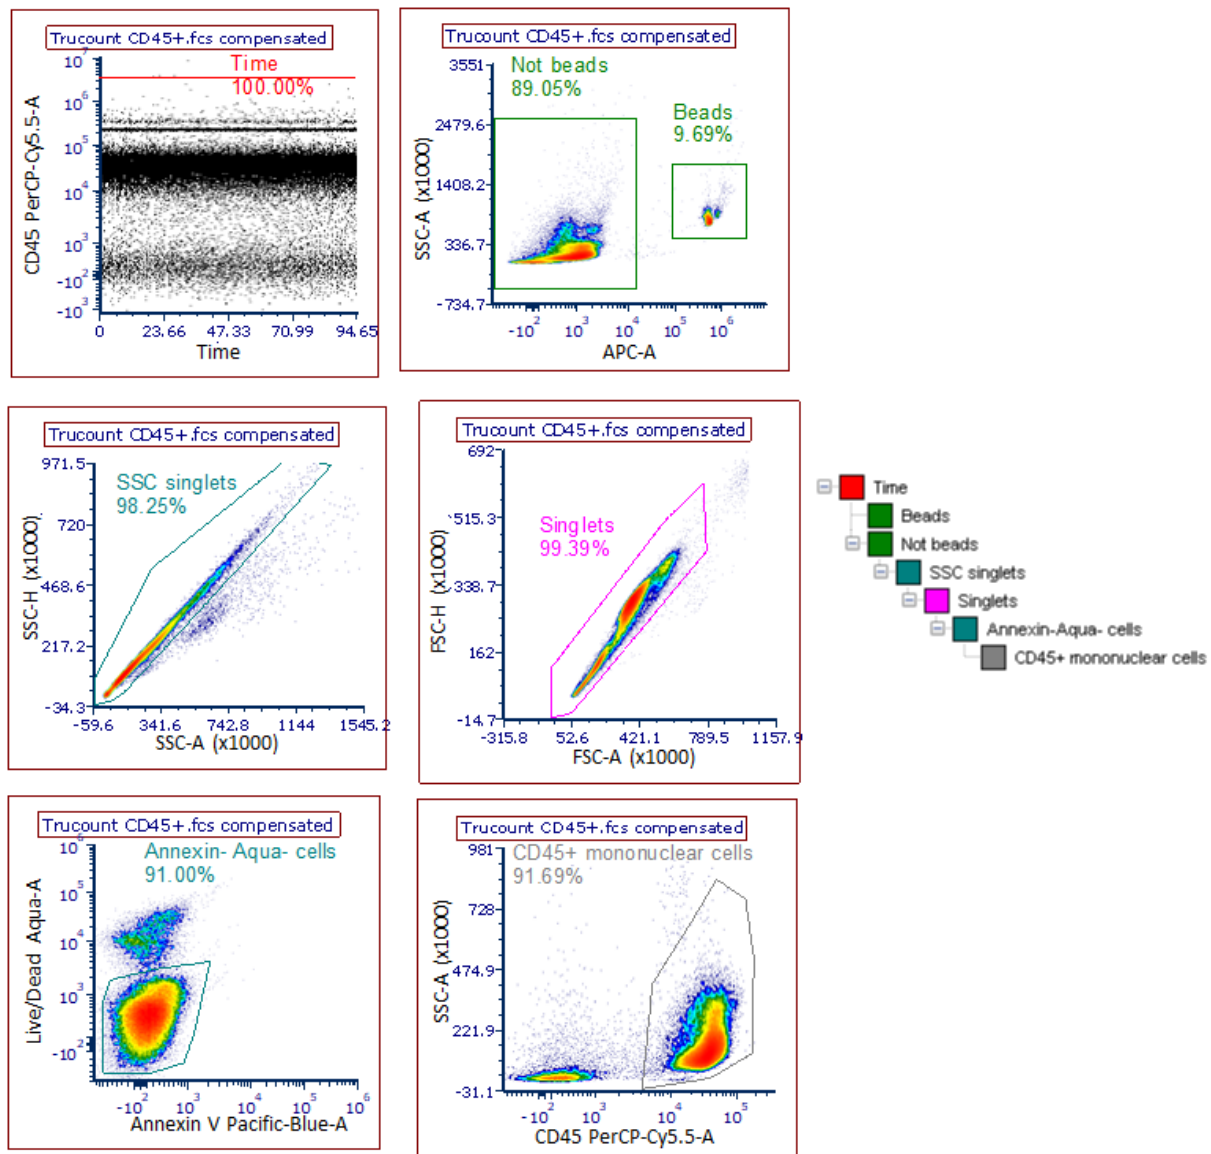 Trucount CD45+.fcs compensated
Time
100.00%
CD45 PerCP-Cy5.5-A
10^7
10^6
10^5
10^4
10^3
-10^2
-10^3
0 23.66 47.33 70.99 94.65
Time
Trucount CD45+.fcs compensated
Not beads
89.05%
Beads
9.69%
SSC-A (x1000)
3551
2479.6
1408.2
336.7
-734.7
-10^2 10^3 10^4 10^5 10^6
APC-A
Trucount CD45+.fcs compensated
SSC singlets
98.25%
SSC-H (x1000)
971.5
720
468.6
217.2
-34.3
-59.6 341.6 742.8 1144 1545.2
SSC-A (x1000)
Trucount CD45+.fcs compensated
Singlets
99.39%
FSC-H (x1000)
692
515.3
338.7
162
-14.7
-315.8 52.6 421.1 789.5 1157.9
FSC-A (x1000)
Time
Beads
Not beads
SSC singlets
Singlets
Annexin-Aqua- cells
CD45+ mononuclear cells
Trucount CD45+.fcs compensated
Annexin- Aqua- cells
91.00%
Live/Dead Aqua-A
10^6
10^5
10^4
10^3
-10^2
-10^2 10^3 10^4 10^5 10^6
Annexin V Pacific-Blue-A
Trucount CD45+.fcs compensated
CD45+ mononuclear cells
91.69%
SSC-A (x1000)
981
728
474.9
221.9
-31.1
-10^2 10^3 10^4 10^5
CD45 PerCP-Cy5.5-A